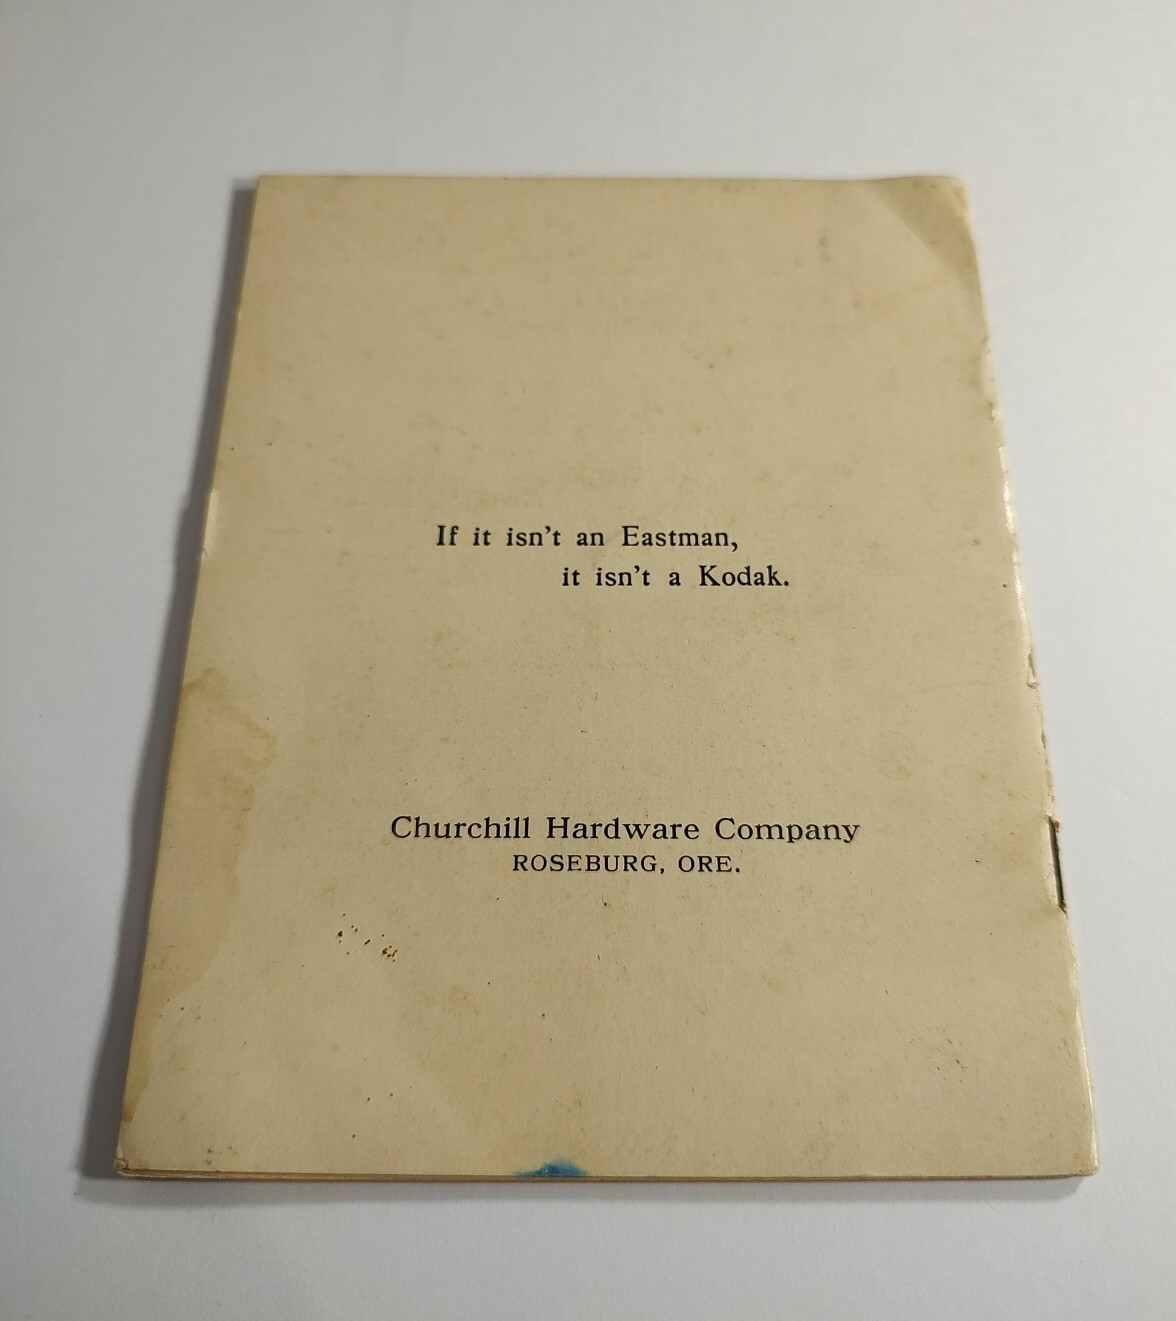 If it isn't an Eastman,
it isn't a Kodak.
Churchill Hardware Company
ROSEBURG, ORE.